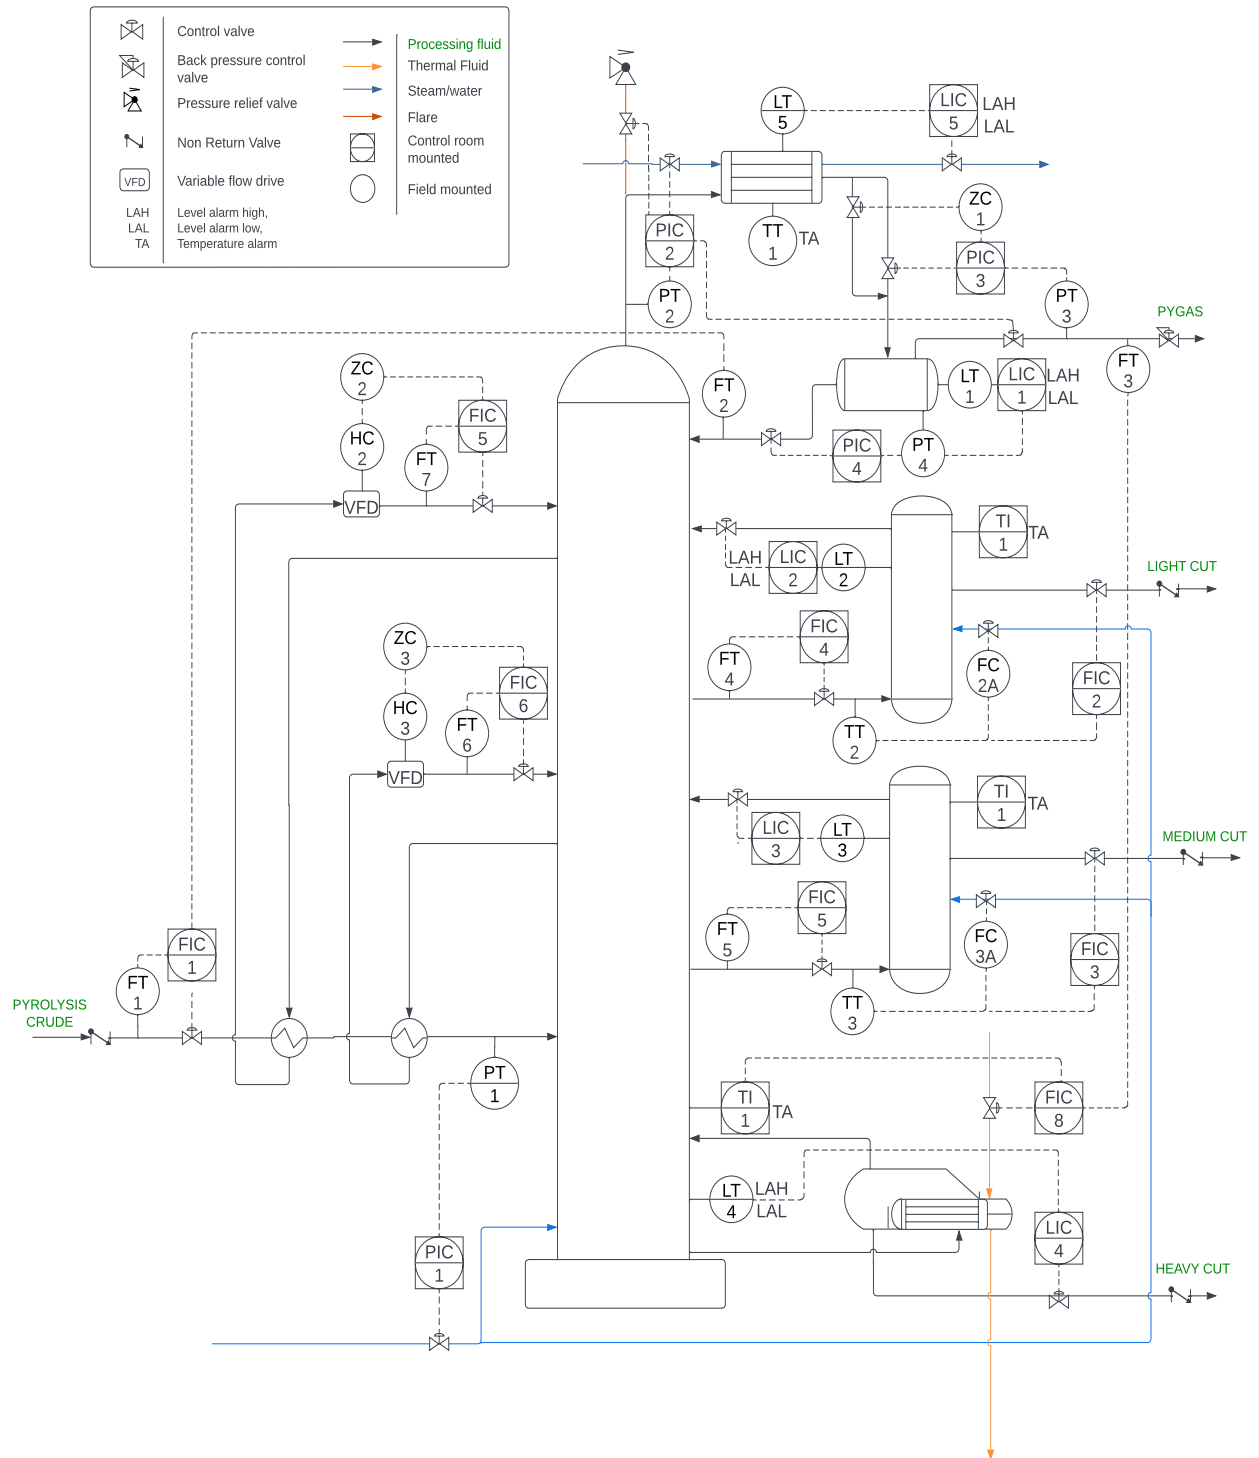 Control valve
Back pressure control
valve
Pressure relief valve
Non Return Valve
VFD
Variable flow drive
LAH
Level alarm high,
LAL
Level alarm low,
TA
Temperature alarm
Processing fluid
Thermal Fluid
Steam/water
Flare
Control room
mounted
Field mounted
LT
5
LIC
5
LAH
LAL
ZC
1
PIC
2
TT
1
TA
PIC
3
PT
2
PT
3
PYGAS
ZC
2
FT
2
LT
1
LIC
1
LAH
LAL
FT
3
FIC
5
HC
2
FT
7
PIC
4
PT
4
VFD
TI
1
TA
LAH
LAL
LIC
2
LT
2
LIGHT CUT
ZC
3
FIC
4
FT
4
FC
2A
FIC
2
FIC
6
HC
3
FT
6
TT
2
VFD
TI
1
TA
LIC
3
LT
3
MEDIUM CUT
FIC
5
FT
5
FC
3A
FIC
3
FIC
1
FT
1
PYROLYSIS
CRUDE
TT
3
PT
1
TI
1
TA
FIC
8
LT
4
LAH
LAL
LIC
4
PIC
1
HEAVY CUT